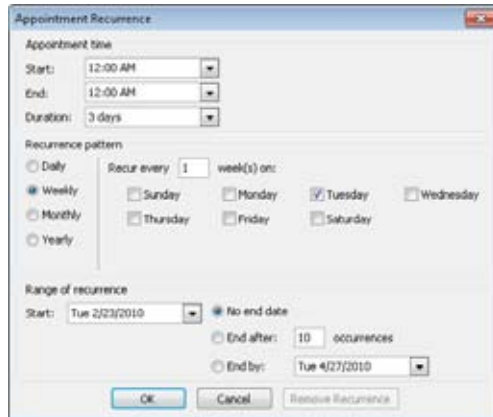 Appointment Recurrence
Appointment time
Start: 12:00 AM
End: 12:00 AM
Duration: 3 days
Recurrence pattern
Daily Recur every 1 week(s) on:
Weekly Sunday Monday Tuesday Wednesday
Monthly Thursday Friday Saturday
Yearly
Range of recurrence
Start: Tue 2/23/2010 No end date
End after: 10 occurrences
End by: Tue 4/27/2010
OK Cancel Remove Recurrence